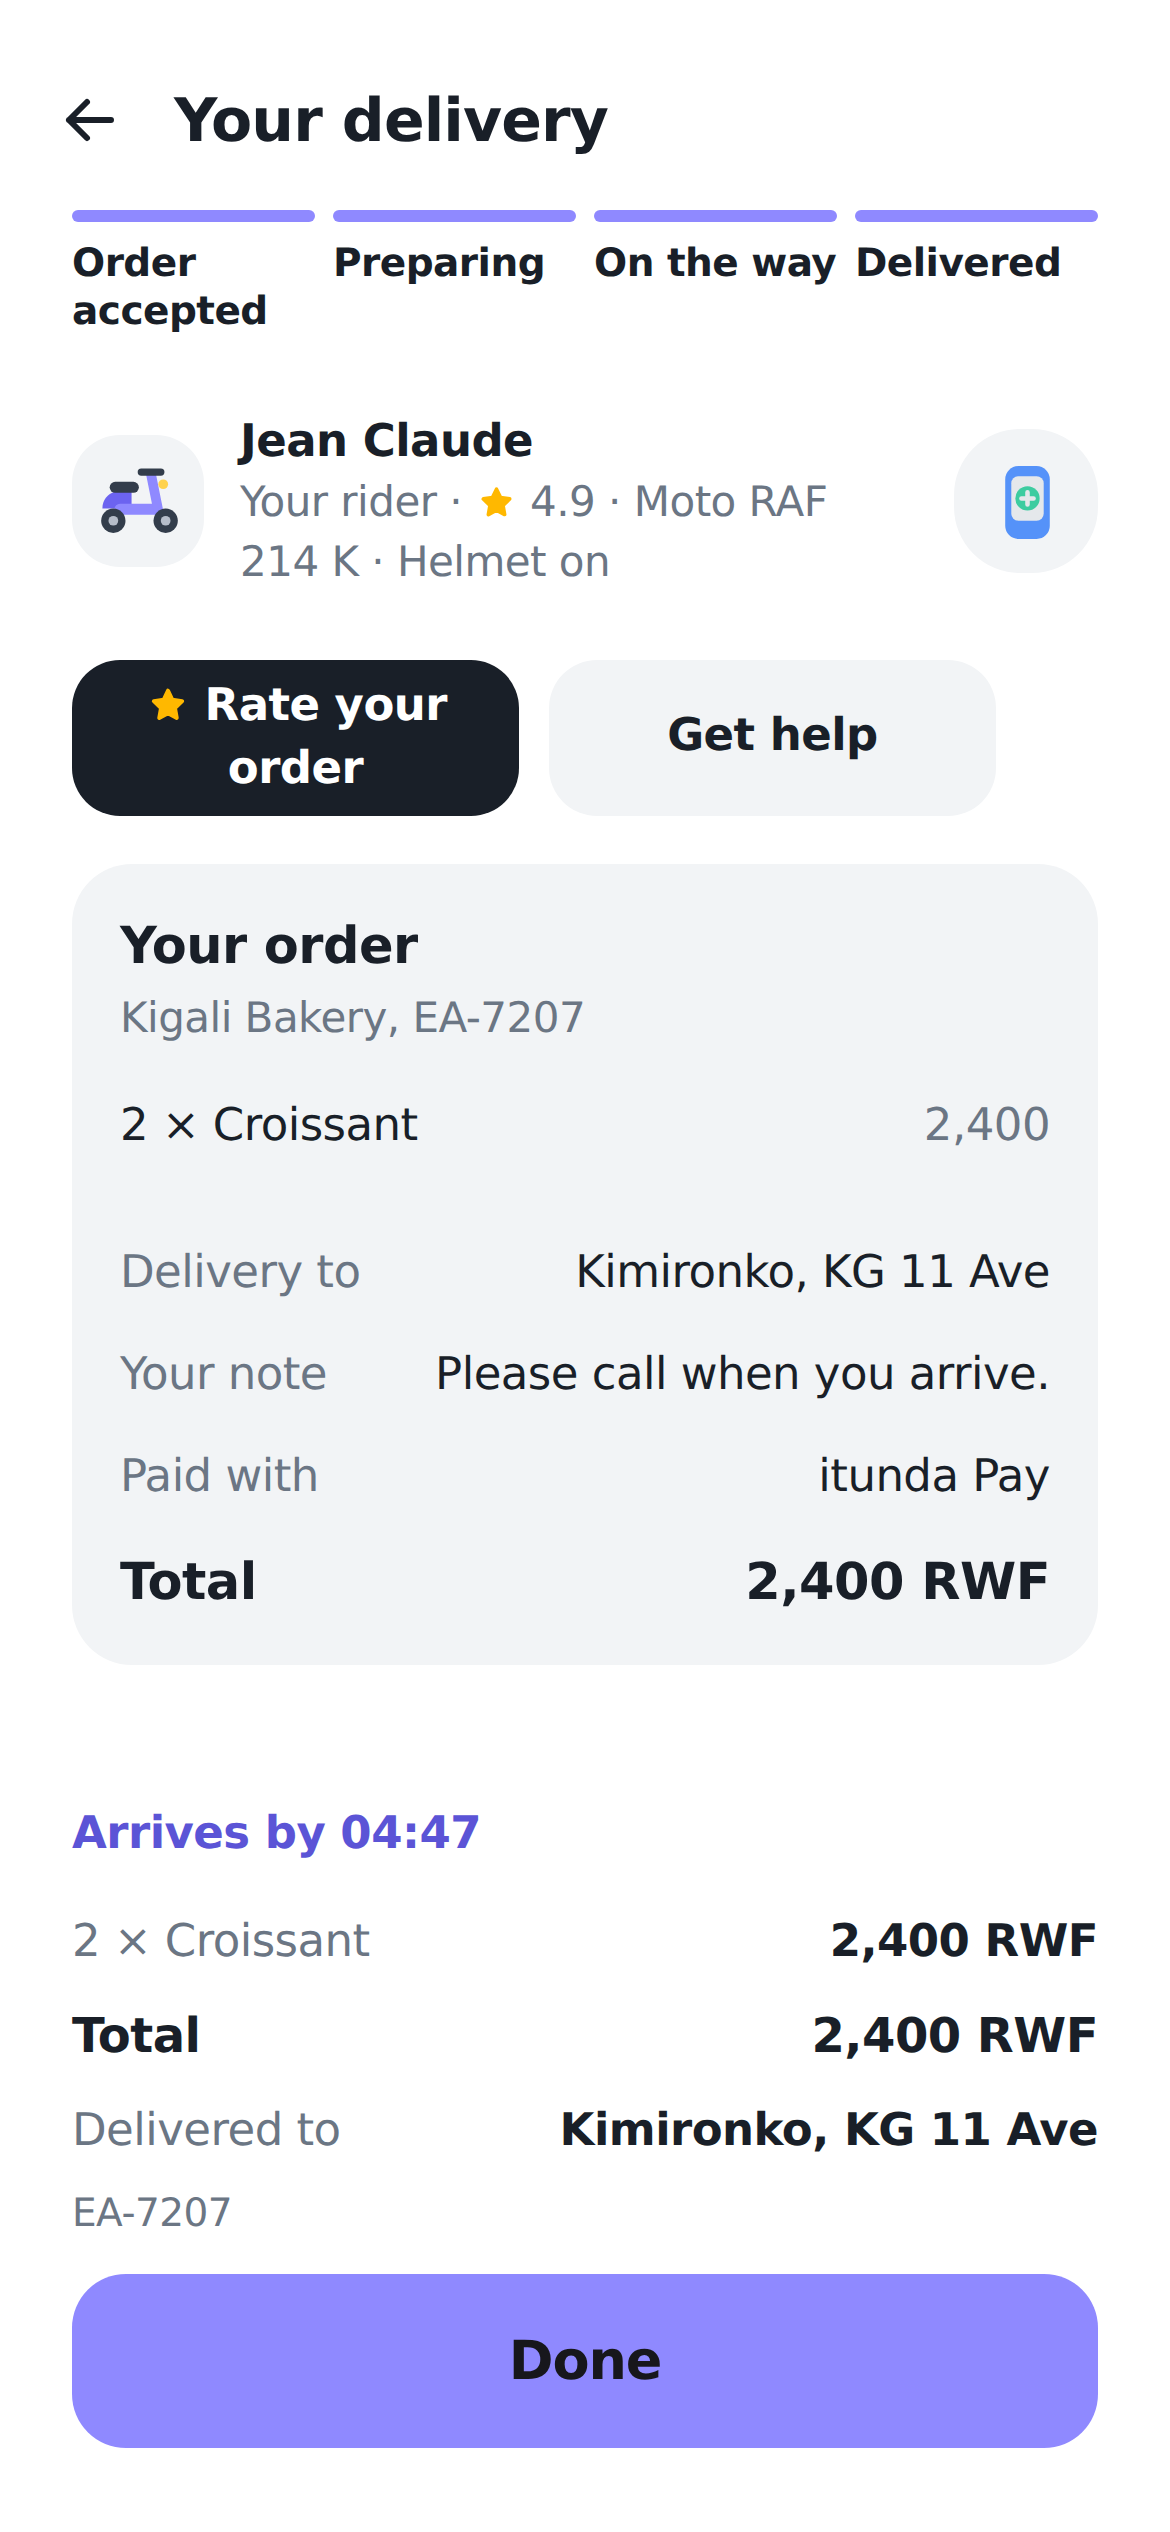 Your delivery
Order accepted
Preparing
On the way
Delivered
Jean Claude
Your rider · 4.9 · Moto RAF
214 K · Helmet on
Rate your
order
Get help
Your order
Kigali Bakery, EA-7207
2 × Croissant 2,400
Delivery to Kimironko, KG 11 Ave
Your note Please call when you arrive.
Paid with itunda Pay
Total 2,400 RWF
Arrives by 04:47
2 × Croissant 2,400 RWF
Total 2,400 RWF
Delivered to Kimironko, KG 11 Ave
EA-7207
Done